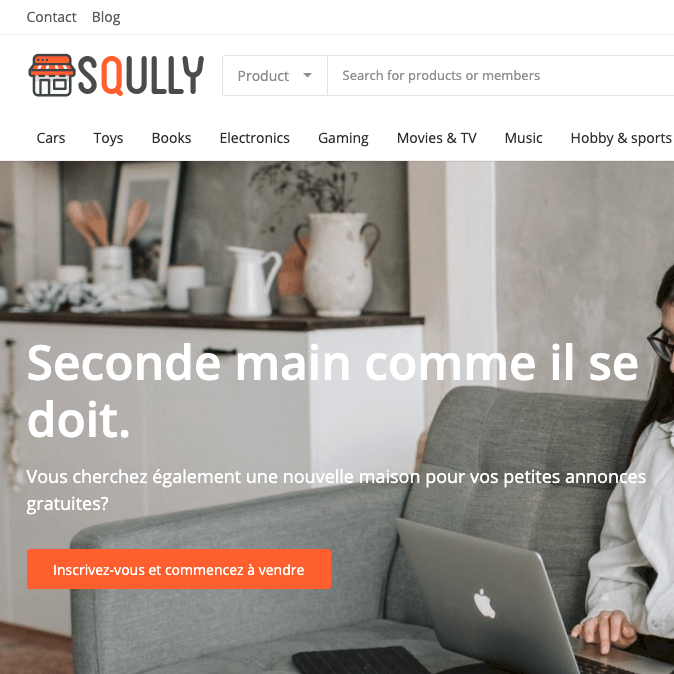 Contact Blog
SQULLY Product Search for products or members
Cars Toys Books Electronics Gaming Movies & TV Music Hobby & sports
Seconde main comme il se
doit.
Vous cherchez également une nouvelle maison pour vos petites annonces
gratuites?
Inscrivez-vous et commencez à vendre